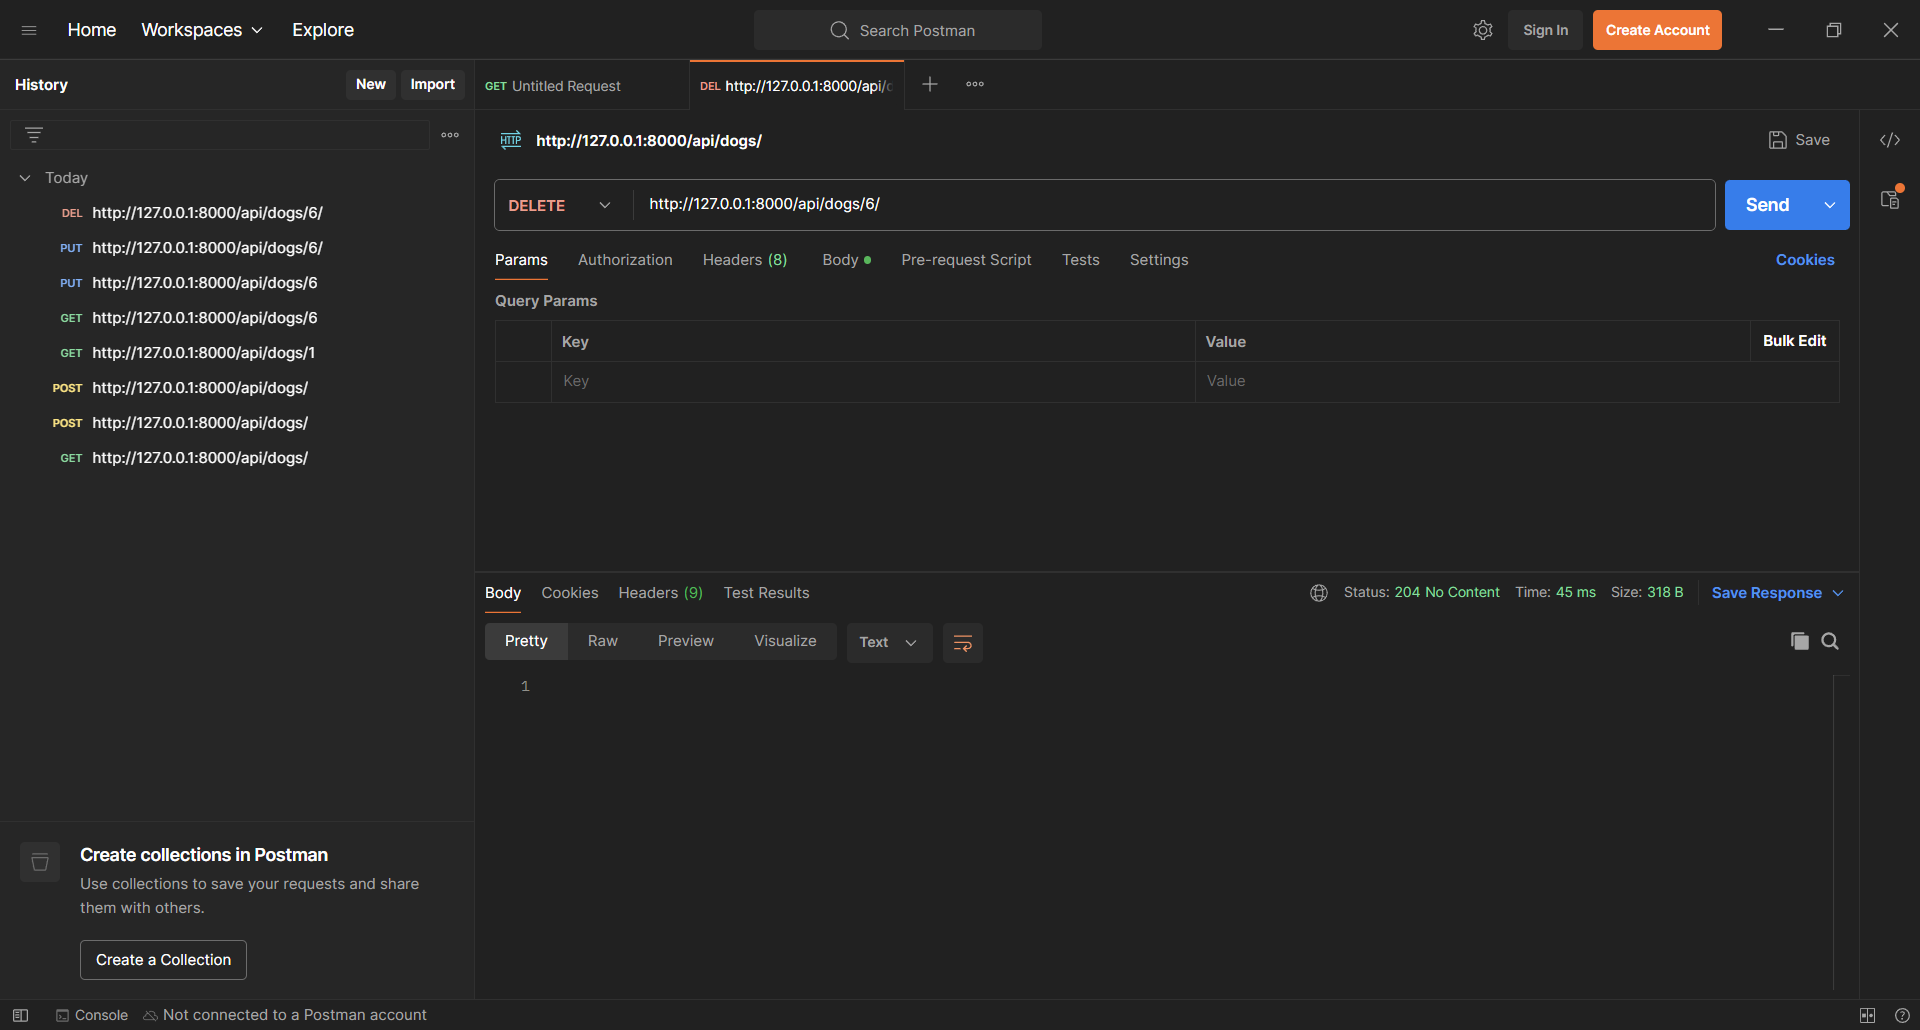 Home Workspaces Explore Search Postman Sign In Create Account
History New Import GET Untitled Request DEL http://127.0.0.1:8000/api/d
HTTP http://127.0.0.1:8000/api/dogs/ Save
Today
DEL http://127.0.0.1:8000/api/dogs/6/
PUT http://127.0.0.1:8000/api/dogs/6/
PUT http://127.0.0.1:8000/api/dogs/6
GET http://127.0.0.1:8000/api/dogs/6
GET http://127.0.0.1:8000/api/dogs/1
POST http://127.0.0.1:8000/api/dogs/
POST http://127.0.0.1:8000/api/dogs/
GET http://127.0.0.1:8000/api/dogs/
DELETE http://127.0.0.1:8000/api/dogs/6/ Send
Params Authorization Headers (8) Body Pre-request Script Tests Settings Cookies
Query Params
Key Value Bulk Edit
Key Value
Body Cookies Headers (9) Test Results Status: 204 No Content Time: 45 ms Size: 318 B Save Response
Pretty Raw Preview Visualize Text
1
Create collections in Postman
Use collections to save your requests and share
them with others.
Create a Collection
Console Not connected to a Postman account